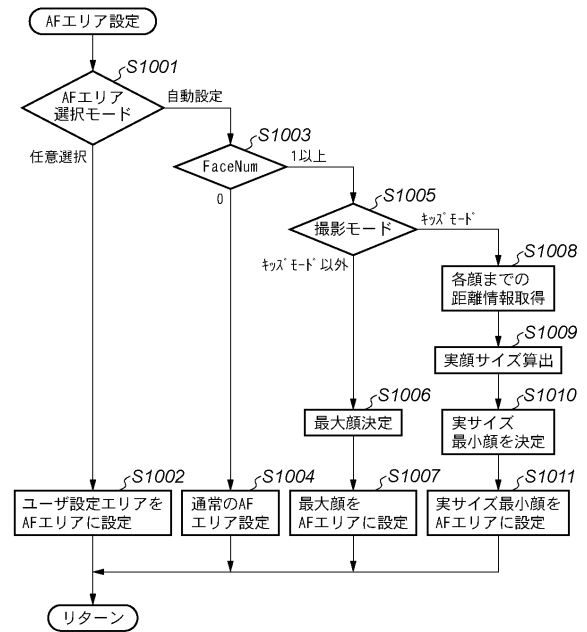 AFエリア設定
S1001
AFエリア
選択モード
自動設定
任意選択
S1003
FaceNum
1以上
0
S1005
撮影モード
ｷｯｽﾞﾓｰﾄﾞ
ｷｯｽﾞﾓｰﾄﾞ以外
S1008
各顔までの
距離情報取得
S1009
実顔サイズ算出
S1006
最大顔決定
S1010
実サイズ
最小顔を決定
S1002
ユーザ設定エリアを
AFエリアに設定
S1004
通常のAF
エリア設定
S1007
最大顔を
AFエリアに設定
S1011
実サイズ最小顔を
AFエリアに設定
リターン